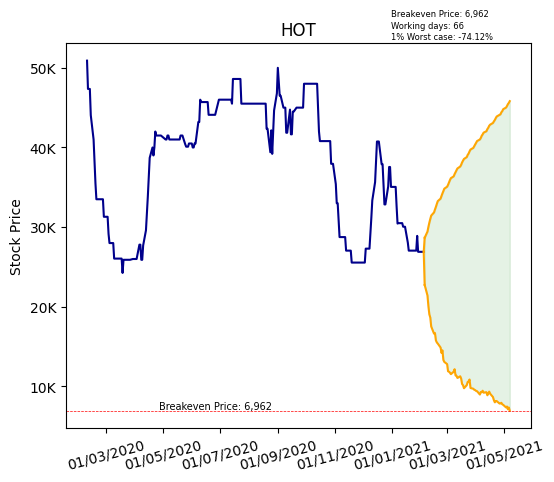 Breakeven Price: 6,962
Working days: 66
1% Worst case: -74.12%
HOT
Stock Price
50K
40K
30K
20K
10K
Breakeven Price: 6,962
01/03/2020
01/05/2020
01/07/2020
01/09/2020
01/11/2020
01/01/2021
01/03/2021
01/05/2021